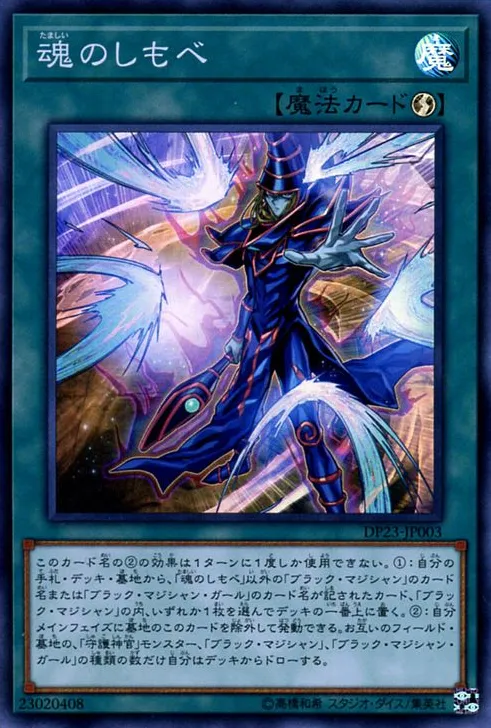 たましい
魂のしもべ
魔
まほう
【魔法カード】
DP23-JP003
このカード名の②の効果は1ターンに1度しか使用できない。①:自分の
手札・デッキ・墓地から、「魂のしもべ」以外の「ブラック・マジシャン」のカード
名または「ブラック・マジシャン・ガール」のカード名が記されたカード、「ブラッ
ク・マジシャン」の内、いずれか1枚を選んでデッキの一番上に置く。②:自分
メインフェイズに墓地のこのカードを除外して発動できる。お互いのフィールド・
墓地の、「守護神官」モンスター、「ブラック・マジシャン」、「ブラック・マジシャン・
ガール」の種類の数だけ自分はデッキからドローする。
23020408
©高橋和希 スタジオ・ダイス/集英社